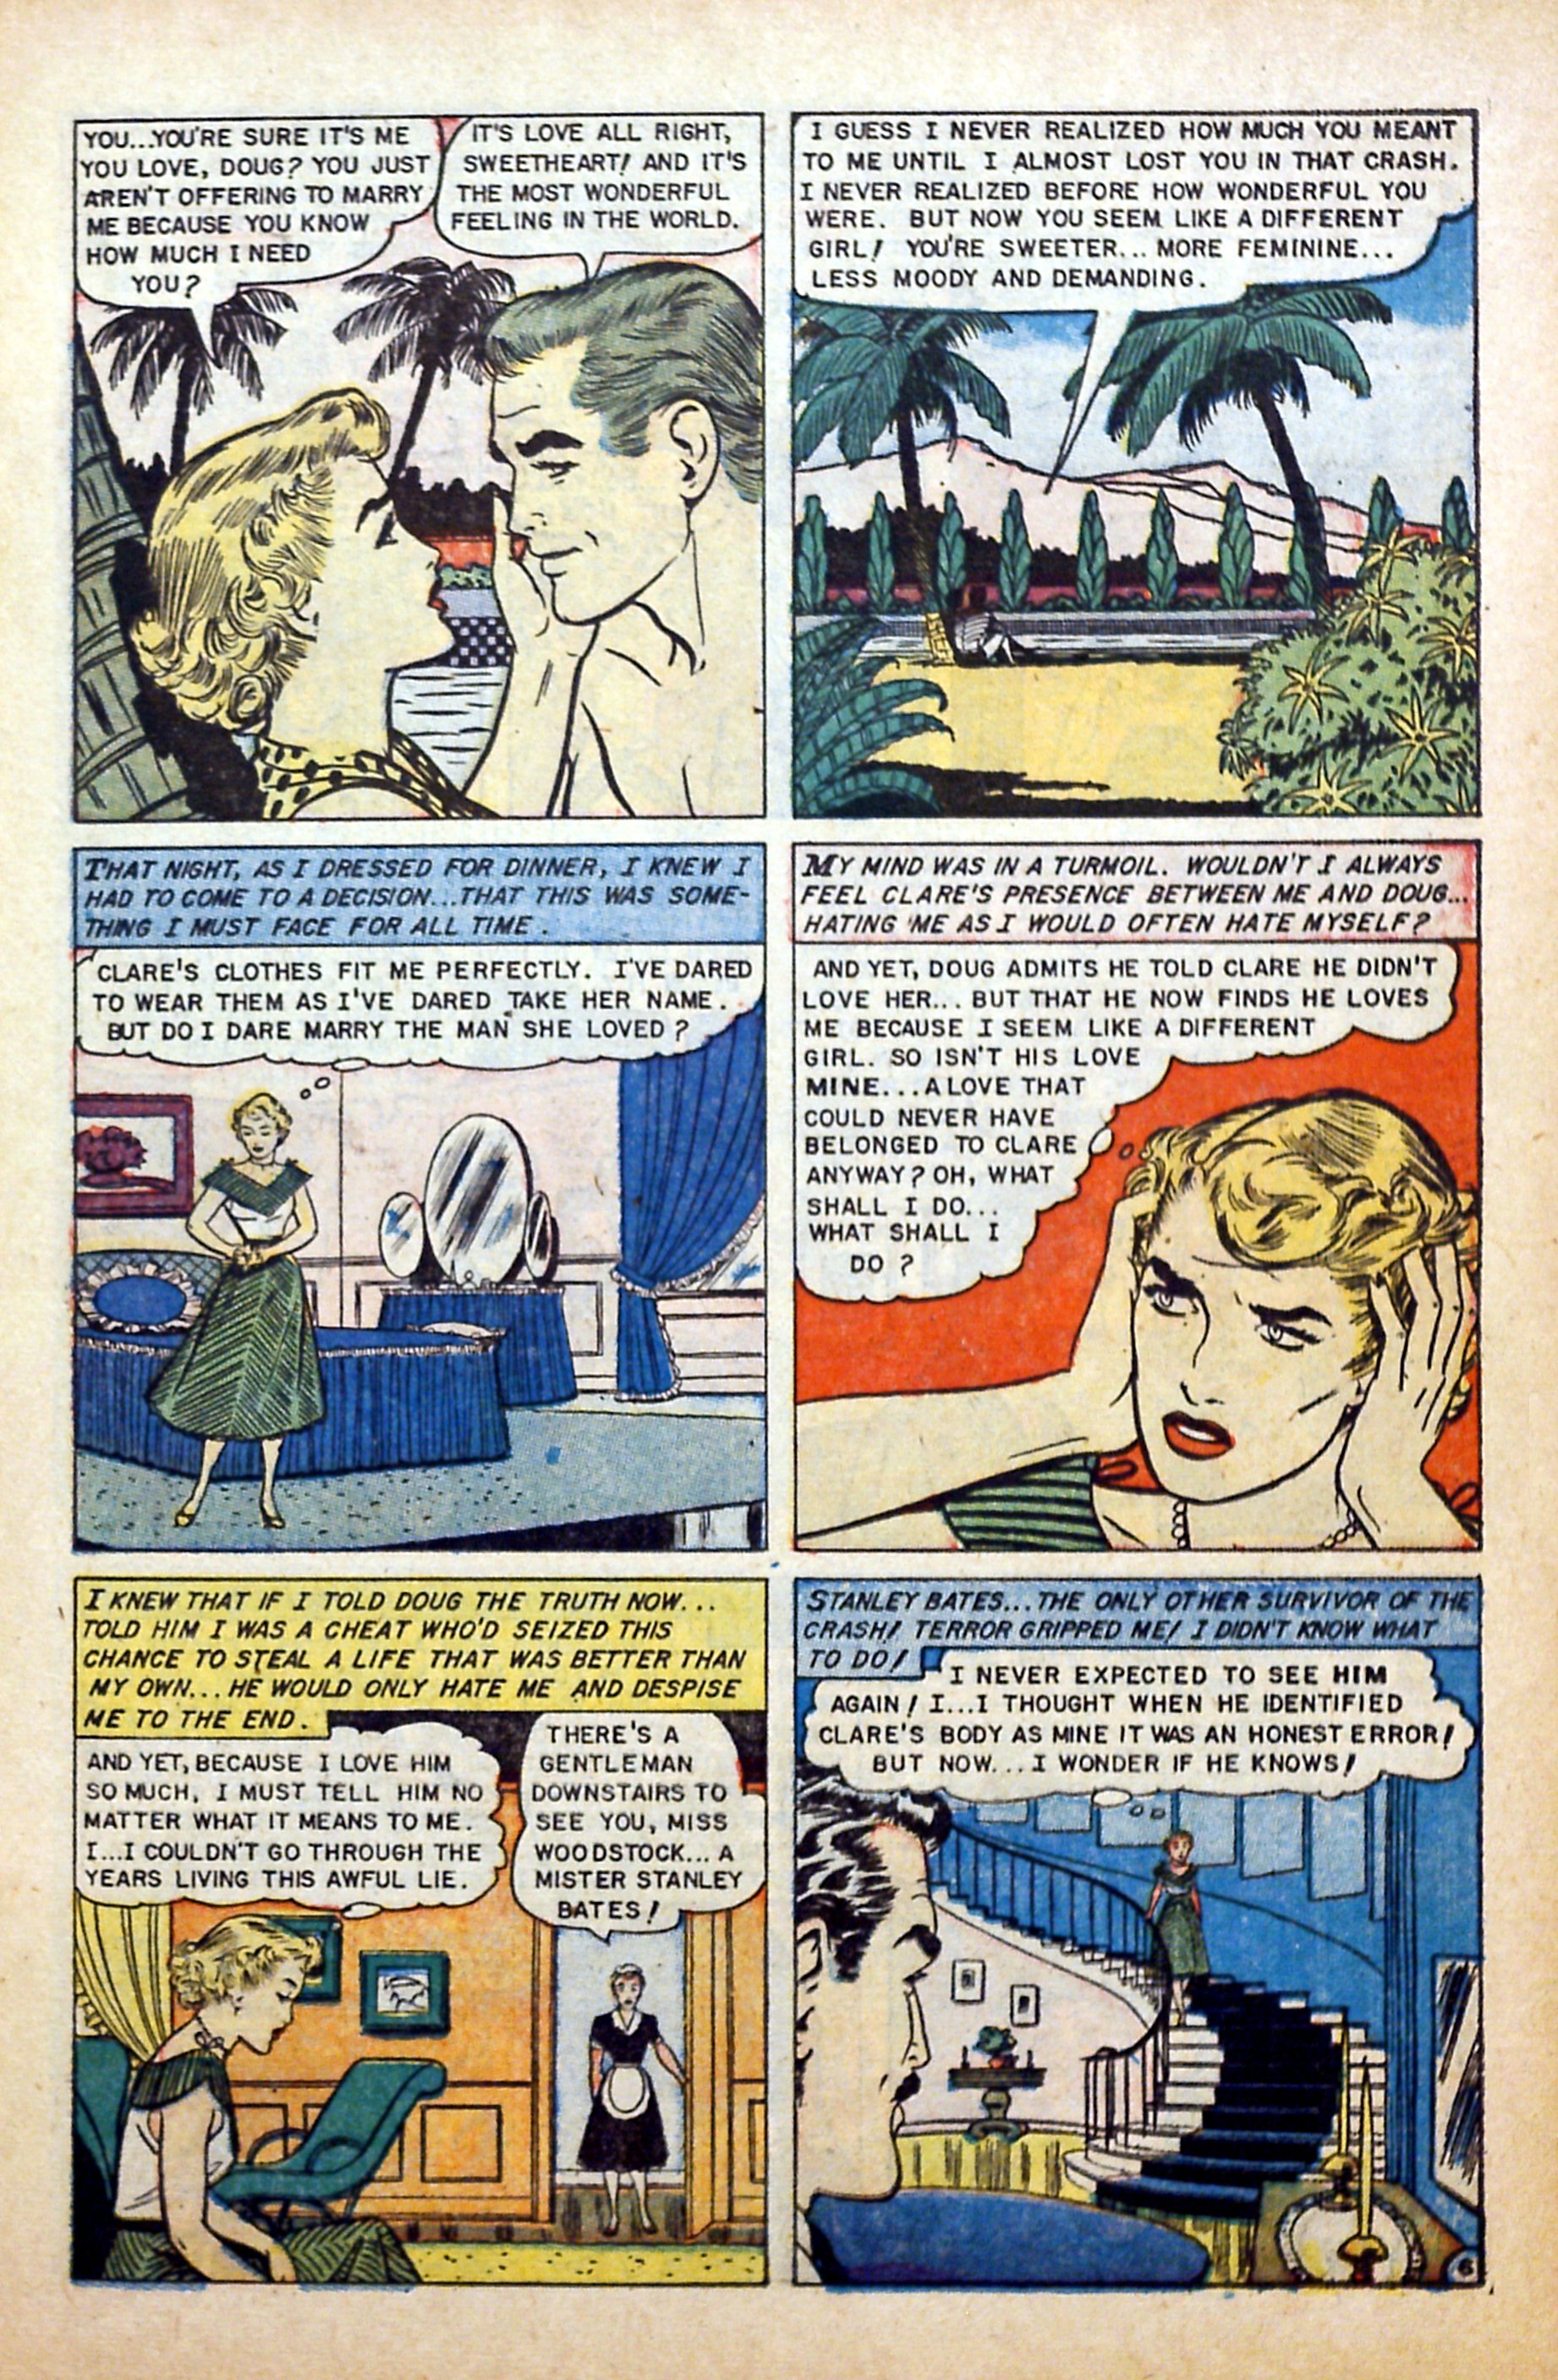 YOU...YOU'RE SURE IT'S ME
YOU LOVE, DOUG? YOU JUST
AREN'T OFFERING TO MARRY
ME BECAUSE YOU KNOW
HOW MUCH I NEED
YOU?
IT'S LOVE ALL RIGHT,
SWEETHEART! AND IT'S
THE MOST WONDERFUL
FEELING IN THE WORLD.
I GUESS I NEVER REALIZED HOW MUCH YOU MEANT
TO ME UNTIL I ALMOST LOST YOU IN THAT CRASH.
I NEVER REALIZED BEFORE HOW WONDERFUL YOU
WERE. BUT NOW YOU SEEM LIKE A DIFFERENT
GIRL! YOU'RE SWEETER... MORE FEMININE...
LESS MOODY AND DEMANDING.
THAT NIGHT, AS I DRESSED FOR DINNER, I KNEW I
HAD TO COME TO A DECISION...THAT THIS WAS SOME-
THING I MUST FACE FOR ALL TIME.
CLARE'S CLOTHES FIT ME PERFECTLY. I'VE DARED
TO WEAR THEM AS I'VE DARED TAKE HER NAME.
BUT DO I DARE MARRY THE MAN SHE LOVED?
MY MIND WAS IN A TURMOIL. WOULDN'T I ALWAYS
FEEL CLARE'S PRESENCE BETWEEN ME AND DOUG...
HATING 'ME AS I WOULD OFTEN HATE MYSELF?
AND YET, DOUG ADMITS HE TOLD CLARE HE DIDN'T
LOVE HER... BUT THAT HE NOW FINDS HE LOVES
ME BECAUSE I SEEM LIKE A DIFFERENT
GIRL. SO ISN'T HIS LOVE
MINE...A LOVE THAT
COULD NEVER HAVE
BELONGED TO CLARE
ANYWAY? OH, WHAT
SHALL I DO...
WHAT SHALL I
DO?
I KNEW THAT IF I TOLD DOUG THE TRUTH NOW...
TOLD HIM I WAS A CHEAT WHO'D SEIZED THIS
CHANCE TO STEAL A LIFE THAT WAS BETTER THAN
MY OWN...HE WOULD ONLY HATE ME AND DESPISE
ME TO THE END.
AND YET, BECAUSE I LOVE HIM
SO MUCH, I MUST TELL HIM NO
MATTER WHAT IT MEANS TO ME.
I...I COULDN'T GO THROUGH THE
YEARS LIVING THIS AWFUL LIE.
THERE'S A
GENTLEMAN
DOWNSTAIRS TO
SEE YOU, MISS
WOODSTOCK... A
MISTER STANLEY
BATES!
STANLEY BATES...THE ONLY OTHER SURVIVOR OF THE
CRASH! TERROR GRIPPED ME! I DIDN'T KNOW WHAT
TO DO!
I NEVER EXPECTED TO SEE HIM
AGAIN! I...I THOUGHT WHEN HE IDENTIFIED
CLARE'S BODY AS MINE IT WAS AN HONEST ERROR!
BUT NOW...I WONDER IF HE KNOWS!
6